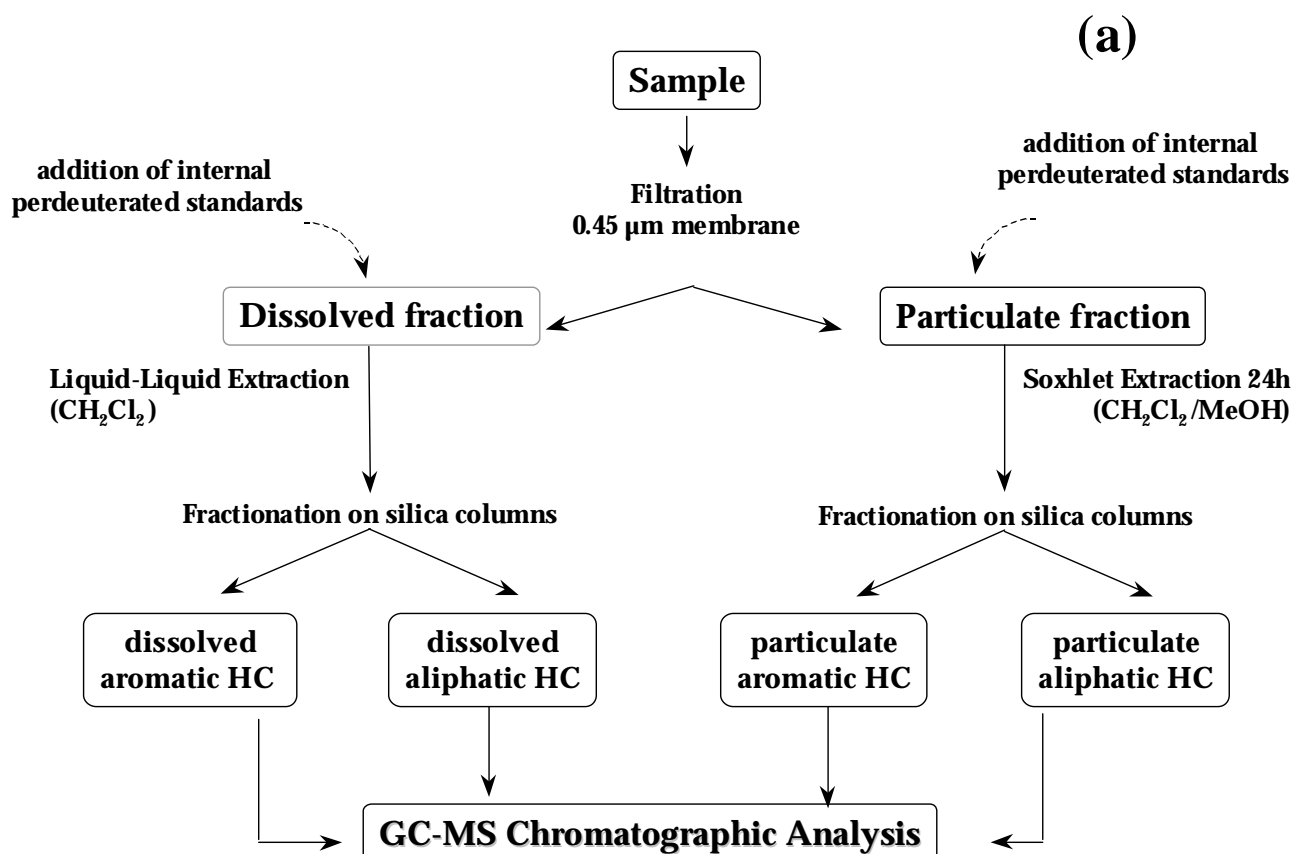 (a)
Sample
addition of internal
perdeuterated standards
addition of internal
perdeuterated standards
Filtration
0.45 µm membrane
Dissolved fraction
Particulate fraction
Liquid-Liquid Extraction
(CH₂Cl₂)
Soxhlet Extraction 24h
(CH₂Cl₂/MeOH)
Fractionation on silica columns
Fractionation on silica columns
dissolved
aromatic HC
dissolved
aliphatic HC
particulate
aromatic HC
particulate
aliphatic HC
GC-MS Chromatographic Analysis